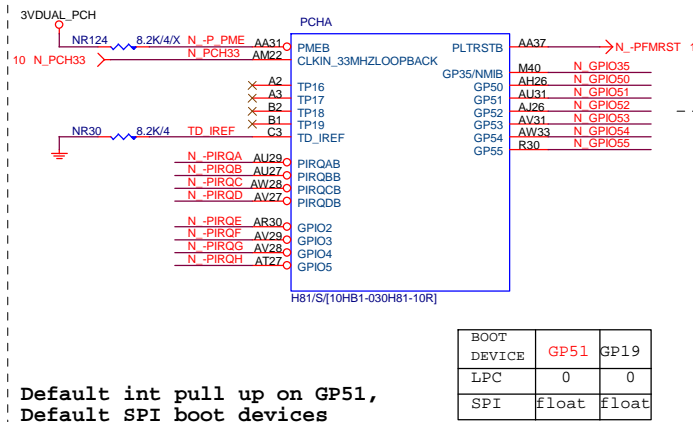 3VDUAL_PCH
PCHA
NR124 8.2K/4/X N_-P_PME AA31 PMEB
10 N_PCH33 N_PCH33 AM22 CLKIN_33MHZLOOPBACK
A2 TP16
A3 TP17
B2 TP18
B1 TP19
NR30 8.2K/4 TD_IREF C3 TD_IREF
N_-PIRQA AU29 PIRQAB
N_-PIRQB AU27 PIRQBB
N_-PIRQC AW28 PIRQCB
N_-PIRQD AV27 PIRQDB
N_-PIRQE AR30 GPIO2
N_-PIRQF AV29 GPIO3
N_-PIRQG AV28 GPIO4
N_-PIRQH AT27 GPIO5
PLTRSTB AA37 N_-PFMRST 1
GP35/NMIB M40 N_GPIO35
GP50 AH26 N_GPIO50
GP51 AU31 N_GPIO51
GP52 AJ26 N_GPIO52
GP53 AV31 N_GPIO53
GP54 AW33 N_GPIO54
GP55 R30 N_GPIO55
H81/S/[10HB1-030H81-10R]
BOOT
DEVICE GP51 GP19
LPC 0 0
SPI float float
Default int pull up on GP51,
Default SPI boot devices